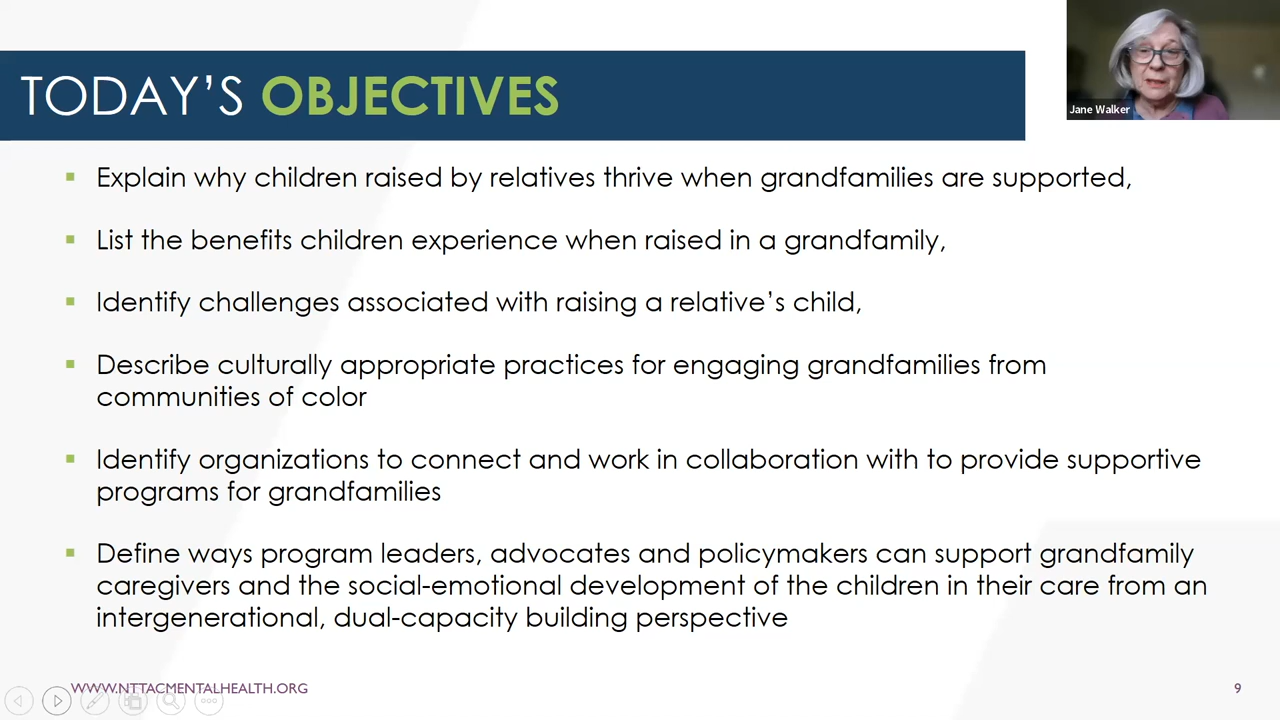 TODAY'S OBJECTIVES
Jane Walker
Explain why children raised by relatives thrive when grandfamilies are supported,
List the benefits children experience when raised in a grandfamily,
Identify challenges associated with raising a relative's child,
Describe culturally appropriate practices for engaging grandfamilies from
communities of color
Identify organizations to connect and work in collaboration with to provide supportive
programs for grandfamilies
Define ways program leaders, advocates and policymakers can support grandfamily
caregivers and the social-emotional development of the children in their care from an
intergenerational, dual-capacity building perspective
WWW.NTTACMENTALHEALTH.ORG
9